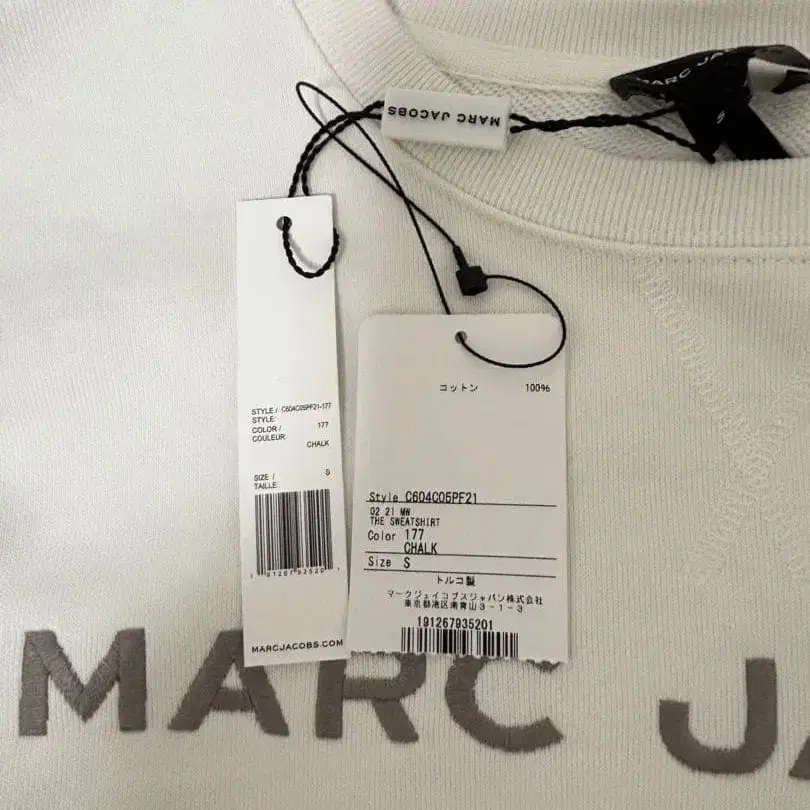 MARC JACOBS
MARC JA
S
STYLE / C604C05PF21-177
STYLE:
COLOR / 177
COULEUR:
CHALK
SIZE / S
TAILLE
MARCJACOBS.COM
コットン 100%
Style C604C05PF21
02 21 MW
THE SWEATSHIRT
Color 177
CHALK
Size S
トルコ製
マークジェイコブスジャパン株式会社
東京都港区南青山3-1-3
191267935201
MARC JA